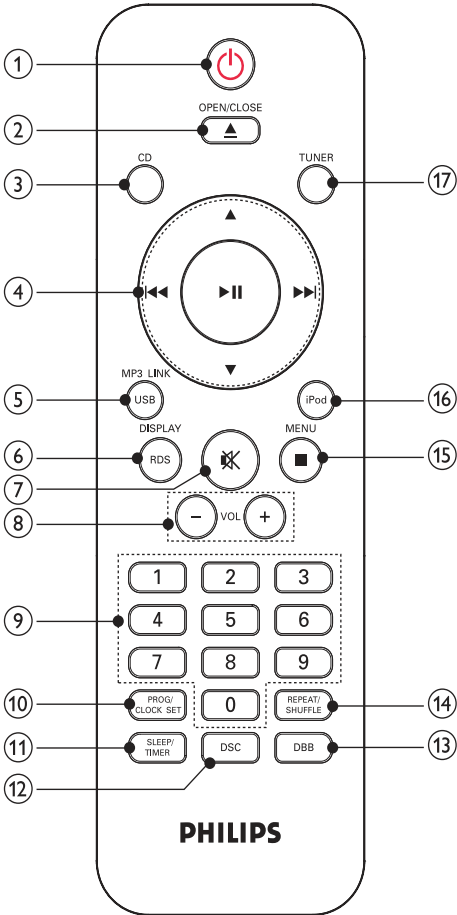 1
OPEN/CLOSE
2
CD
TUNER
3
17
4
MP3 LINK
5
USB
iPod
16
DISPLAY
MENU
6
RDS
15
7
8
− VOL +
1 2 3
9
4 5 6
7 8 9
10
PROG/
CLOCK SET
0
REPEAT/
SHUFFLE
14
11
SLEEP/
TIMER
DSC
DBB
13
12
PHILIPS